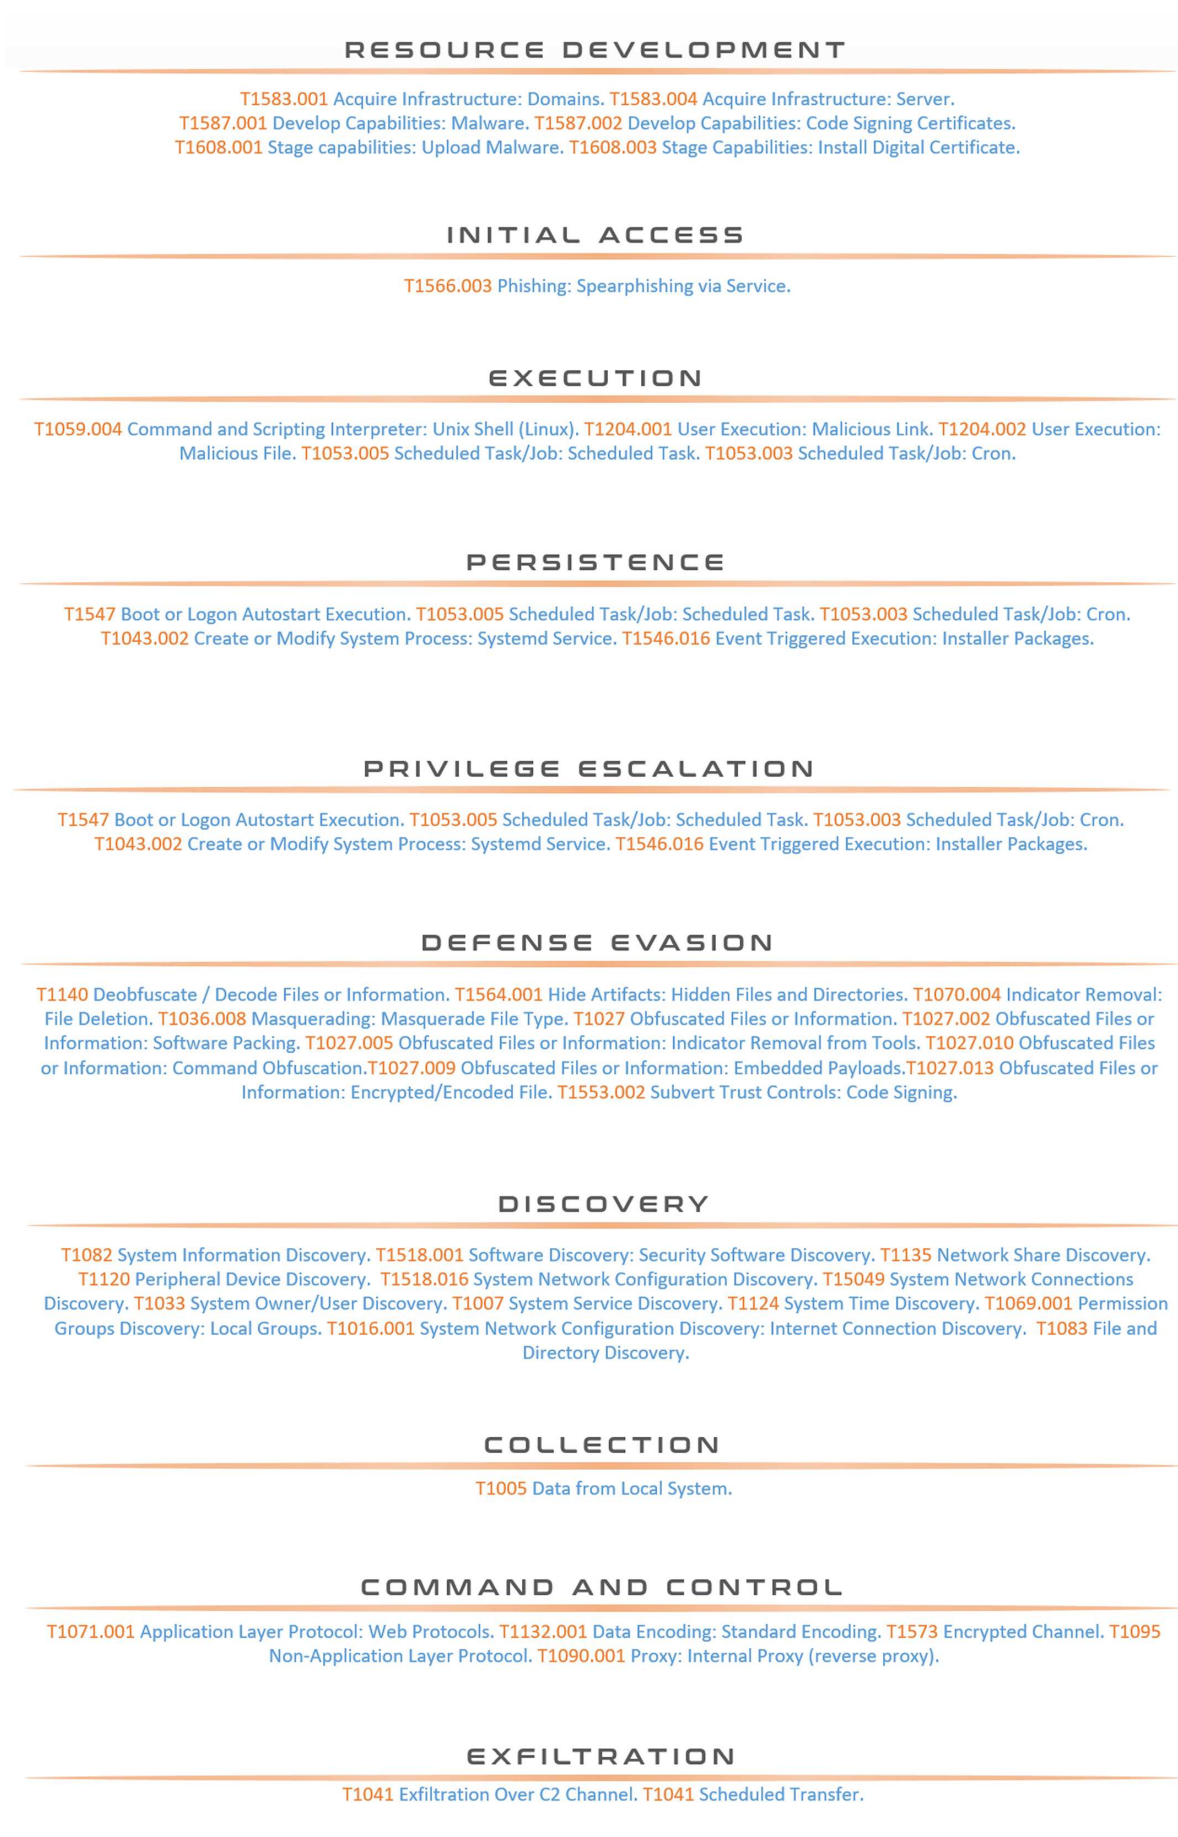 RESOURCE DEVELOPMENT
T1583.001 Acquire Infrastructure: Domains. T1583.004 Acquire Infrastructure: Server.
T1587.001 Develop Capabilities: Malware. T1587.002 Develop Capabilities: Code Signing Certificates.
T1608.001 Stage capabilities: Upload Malware. T1608.003 Stage Capabilities: Install Digital Certificate.
INITIAL ACCESS
T1566.003 Phishing: Spearphishing via Service.
EXECUTION
T1059.004 Command and Scripting Interpreter: Unix Shell (Linux). T1204.001 User Execution: Malicious Link. T1204.002 User Execution:
Malicious File. T1053.005 Scheduled Task/Job: Scheduled Task. T1053.003 Scheduled Task/Job: Cron.
PERSISTENCE
T1547 Boot or Logon Autostart Execution. T1053.005 Scheduled Task/Job: Scheduled Task. T1053.003 Scheduled Task/Job: Cron.
T1043.002 Create or Modify System Process: Systemd Service. T1546.016 Event Triggered Execution: Installer Packages.
PRIVILEGE ESCALATION
T1547 Boot or Logon Autostart Execution. T1053.005 Scheduled Task/Job: Scheduled Task. T1053.003 Scheduled Task/Job: Cron.
T1043.002 Create or Modify System Process: Systemd Service. T1546.016 Event Triggered Execution: Installer Packages.
DEFENSE EVASION
T1140 Deobfuscate / Decode Files or Information. T1564.001 Hide Artifacts: Hidden Files and Directories. T1070.004 Indicator Removal:
File Deletion. T1036.008 Masquerading: Masquerade File Type. T1027 Obfuscated Files or Information. T1027.002 Obfuscated Files or
Information: Software Packing. T1027.005 Obfuscated Files or Information: Indicator Removal from Tools. T1027.010 Obfuscated Files
or Information: Command Obfuscation.T1027.009 Obfuscated Files or Information: Embedded Payloads.T1027.013 Obfuscated Files or
Information: Encrypted/Encoded File. T1553.002 Subvert Trust Controls: Code Signing.
DISCOVERY
T1082 System Information Discovery. T1518.001 Software Discovery: Security Software Discovery. T1135 Network Share Discovery.
T1120 Peripheral Device Discovery. T1518.016 System Network Configuration Discovery. T15049 System Network Connections
Discovery. T1033 System Owner/User Discovery. T1007 System Service Discovery. T1124 System Time Discovery. T1069.001 Permission
Groups Discovery: Local Groups. T1016.001 System Network Configuration Discovery: Internet Connection Discovery. T1083 File and
Directory Discovery.
COLLECTION
T1005 Data from Local System.
COMMAND AND CONTROL
T1071.001 Application Layer Protocol: Web Protocols. T1132.001 Data Encoding: Standard Encoding. T1573 Encrypted Channel. T1095
Non-Application Layer Protocol. T1090.001 Proxy: Internal Proxy (reverse proxy).
EXFILTRATION
T1041 Exfiltration Over C2 Channel. T1041 Scheduled Transfer.